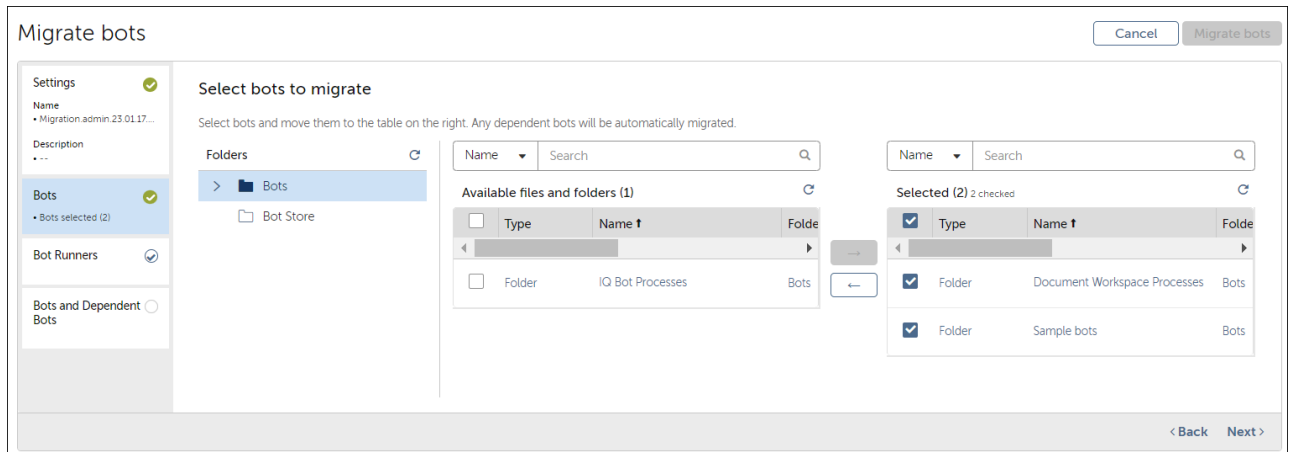 Migrate bots
Cancel
Migrate bots
Settings
Name
• Migration.admin.23.01.17....
Description
• --
Bots
• Bots selected (2)
Bot Runners
Bots and Dependent
Bots
Select bots to migrate
Select bots and move them to the table on the right. Any dependent bots will be automatically migrated.
Folders
Bots
Bot Store
Name
Search
Available files and folders (1)
Type Name Folde
Folder IQ Bot Processes Bots
→
←
Name
Search
Selected (2) 2 checked
Type Name Folde
Folder Document Workspace Processes Bots
Folder Sample bots Bots
< Back Next >